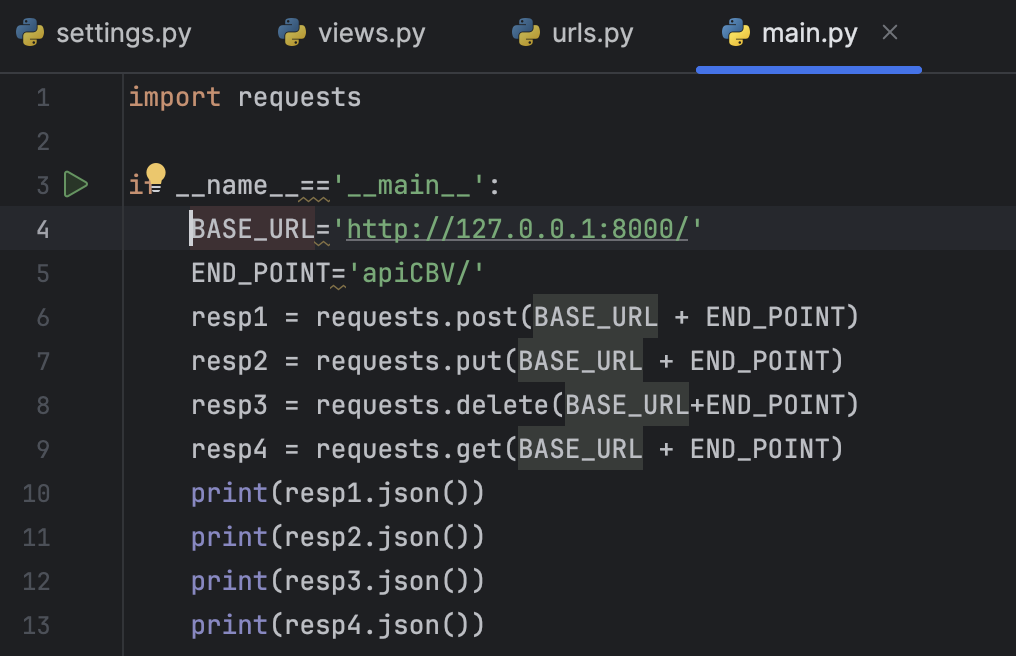 settings.py views.py urls.py main.py
1 import requests
2
3 if __name__=='__main__':
4 BASE_URL='http://127.0.0.1:8000/'
5 END_POINT='apiCBV/'
6 resp1 = requests.post(BASE_URL + END_POINT)
7 resp2 = requests.put(BASE_URL + END_POINT)
8 resp3 = requests.delete(BASE_URL+END_POINT)
9 resp4 = requests.get(BASE_URL + END_POINT)
10 print(resp1.json())
11 print(resp2.json())
12 print(resp3.json())
13 print(resp4.json())